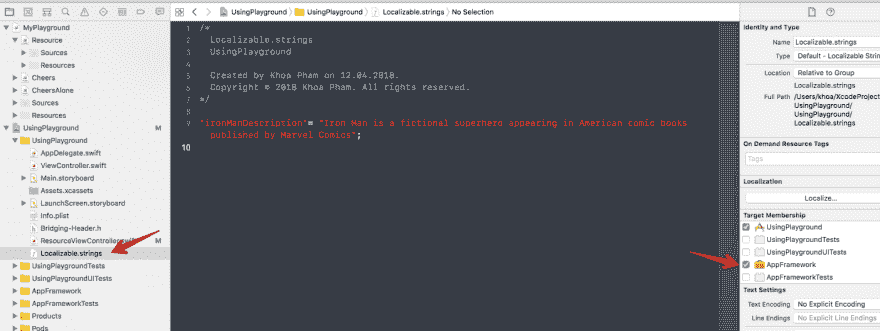 MyPlayground
Resource
Sources
Resources
Cheers
CheersAlone
Sources
Resources
UsingPlayground M
UsingPlayground
AppDelegate.swift
ViewController.swift
Main.storyboard
Assets.xcassets
LaunchScreen.storyboard
Info.plist
Bridging-Header.h
ResourceViewController.swift M
Localizable.strings
UsingPlaygroundTests
UsingPlaygroundUITests
AppFramework
AppFrameworkTests
Products
Pods
UsingPlayground UsingPlayground Localizable.strings No Selection
1 /*
2 Localizable.strings
3 UsingPlayground
4
5 Created by Khoa Pham on 12.04.2018.
6 Copyright © 2018 Khoa Pham. All rights reserved.
7 */
8
9 "ironManDescription"= "Iron Man is a fictional superhero appearing in American comic books
published by Marvel Comics";
10
Identity and Type
Name Localizable.strings
Type Default - Localizable Strin
Location Relative to Group
Localizable.strings
Full Path /Users/khoa/XcodeProject
UsingPlayground/
UsingPlayground/
Localizable.strings
On Demand Resource Tags
Tags
Localization
Localize...
Target Membership
UsingPlayground
UsingPlaygroundTests
UsingPlaygroundUITests
AppFramework
AppFrameworkTests
Text Settings
Text Encoding No Explicit Encoding
Line Endings No Explicit Line Endings